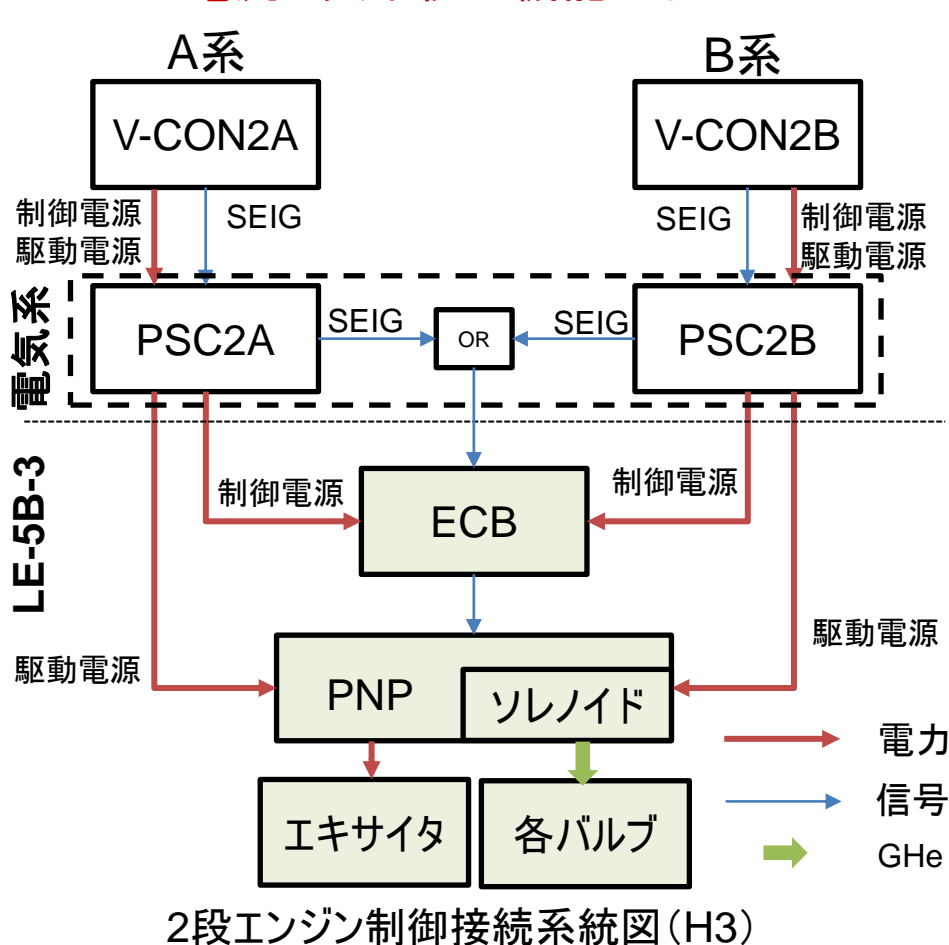 A系
B系
V-CON2A
V-CON2B
制御電源
駆動電源
SEIG
SEIG
制御電源
駆動電源
電気系
PSC2A
SEIG
OR
SEIG
PSC2B
LE-5B-3
制御電源
ECB
制御電源
駆動電源
PNP
ソレノイド
駆動電源
エキサイタ
各バルブ
電力
信号
GHe
2段エンジン制御接続系統図(H3)